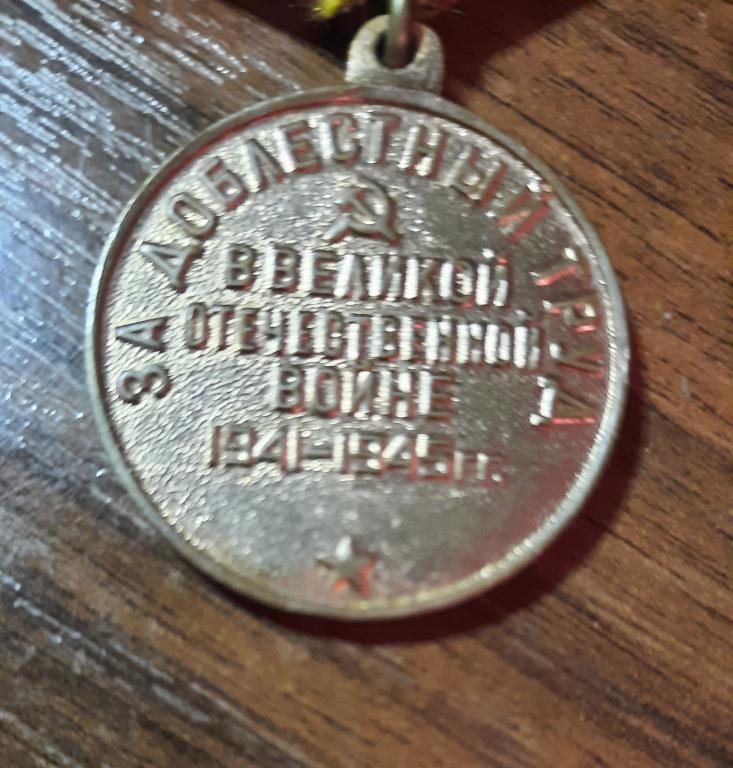 ЗА ДОБЛЕСТНЫЙ ТРУД
В ВЕЛИКОЙ
ОТЕЧЕСТВЕННОЙ
ВОЙНЕ
1941-1945 гг.